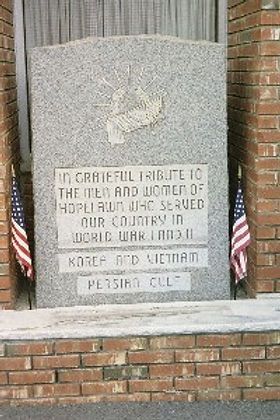 IN GRATEFUL TRIBUTE TO
THE MEN AND WOMEN OF
HOPELAWN WHO SERVED
OUR COUNTRY IN
WORLD WAR I AND II
KOREA AND VIETNAM
PERSIAN GULF